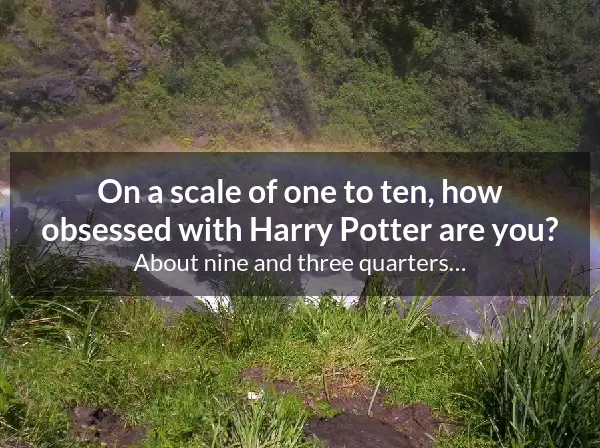 On a scale of one to ten, how
obsessed with Harry Potter are you?
About nine and three quarters...